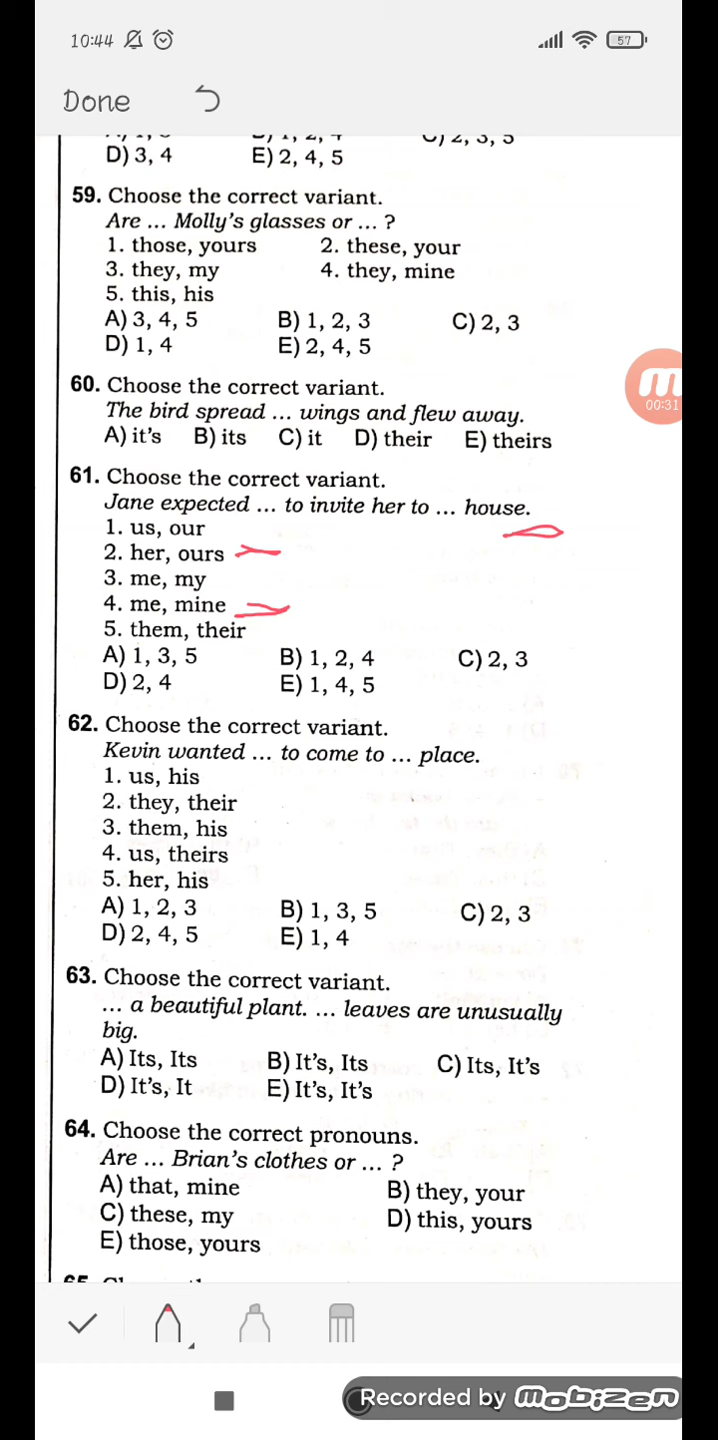 10:44
57
Done
D) 3, 4 E) 2, 4, 5 C) 2, 3, 5
59. Choose the correct variant.
Are ... Molly's glasses or ... ?
1. those, yours 2. these, your
3. they, my 4. they, mine
5. this, his
A) 3, 4, 5 B) 1, 2, 3 C) 2, 3
D) 1, 4 E) 2, 4, 5
00:31
60. Choose the correct variant.
The bird spread ... wings and flew away.
A) it's B) its C) it D) their E) theirs
61. Choose the correct variant.
Jane expected ... to invite her to ... house.
1. us, our
2. her, ours
3. me, my
4. me, mine
5. them, their
A) 1, 3, 5 B) 1, 2, 4 C) 2, 3
D) 2, 4 E) 1, 4, 5
62. Choose the correct variant.
Kevin wanted ... to come to ... place.
1. us, his
2. they, their
3. them, his
4. us, theirs
5. her, his
A) 1, 2, 3 B) 1, 3, 5 C) 2, 3
D) 2, 4, 5 E) 1, 4
63. Choose the correct variant.
... a beautiful plant. ... leaves are unusually
big.
A) Its, Its B) It's, Its C) Its, It's
D) It's, It E) It's, It's
64. Choose the correct pronouns.
Are ... Brian's clothes or ... ?
A) that, mine B) they, your
C) these, my D) this, yours
E) those, yours
Recorded by mobizen